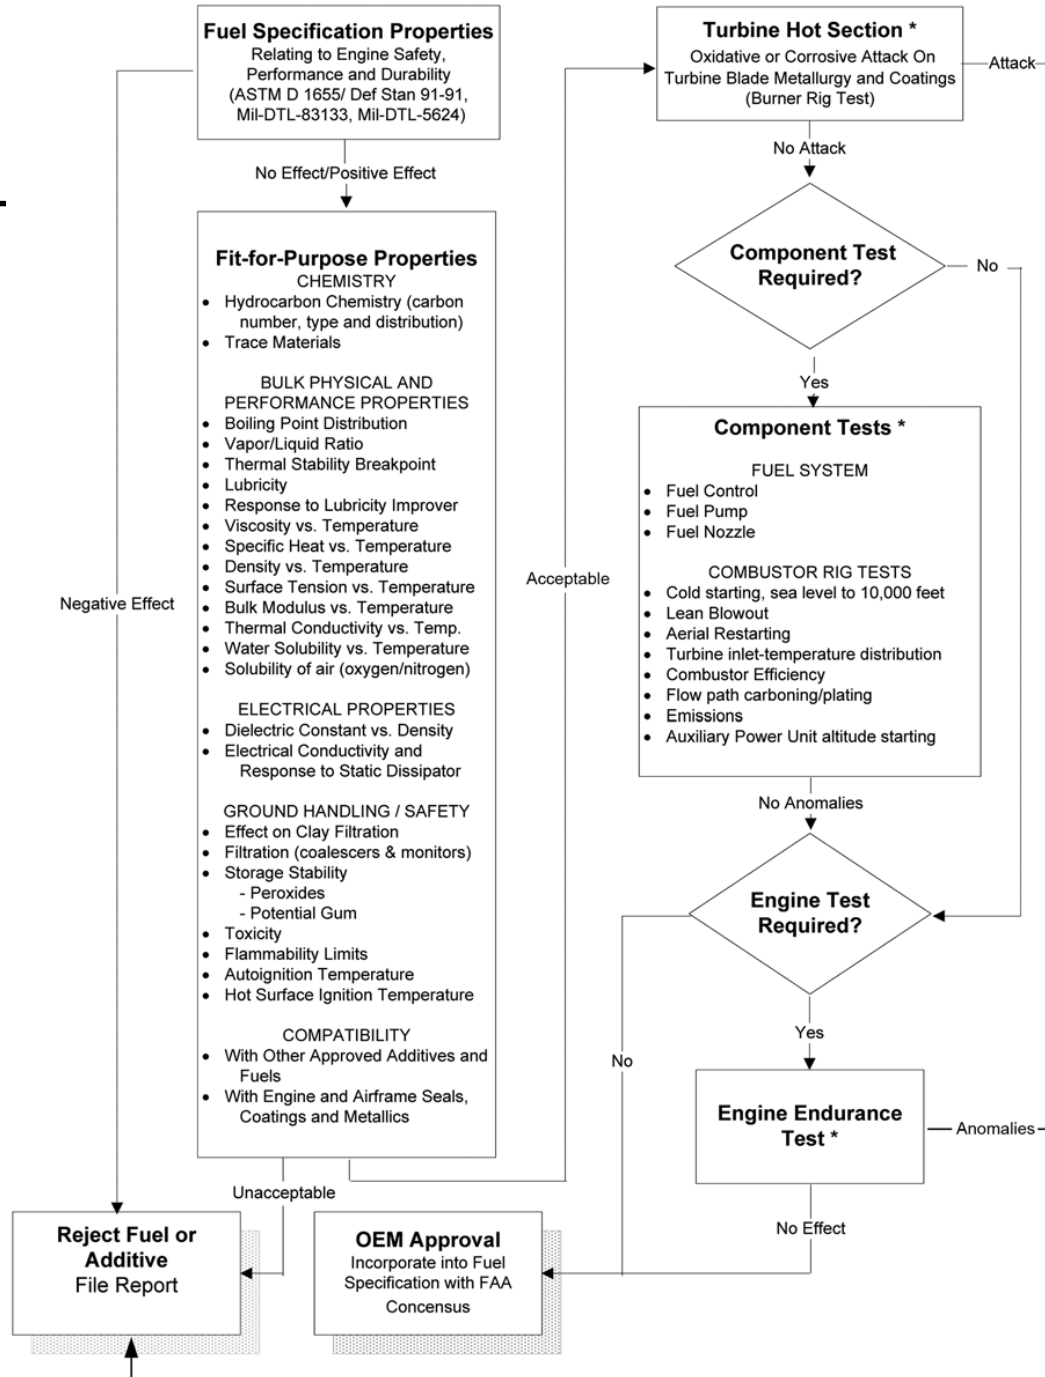 Fuel Specification Properties
Relating to Engine Safety,
Performance and Durability
(ASTM D 1655/ Def Stan 91-91,
Mil-DTL-83133, Mil-DTL-5624)
No Effect/Positive Effect
Negative Effect
Fit-for-Purpose Properties
CHEMISTRY
• Hydrocarbon Chemistry (carbon
number, type and distribution)
• Trace Materials
BULK PHYSICAL AND
PERFORMANCE PROPERTIES
• Boiling Point Distribution
• Vapor/Liquid Ratio
• Thermal Stability Breakpoint
• Lubricity
• Response to Lubricity Improver
• Viscosity vs. Temperature
• Specific Heat vs. Temperature
• Density vs. Temperature
• Surface Tension vs. Temperature
• Bulk Modulus vs. Temperature
• Thermal Conductivity vs. Temp.
• Water Solubility vs. Temperature
• Solubility of air (oxygen/nitrogen)
ELECTRICAL PROPERTIES
• Dielectric Constant vs. Density
• Electrical Conductivity and
Response to Static Dissipator
GROUND HANDLING / SAFETY
• Effect on Clay Filtration
• Filtration (coalescers & monitors)
• Storage Stability
- Peroxides
- Potential Gum
• Toxicity
• Flammability Limits
• Autoignition Temperature
• Hot Surface Ignition Temperature
COMPATIBILITY
• With Other Approved Additives and
Fuels
• With Engine and Airframe Seals,
Coatings and Metallics
Unacceptable
Acceptable
Reject Fuel or
Additive
File Report
Turbine Hot Section *
Oxidative or Corrosive Attack On
Turbine Blade Metallurgy and Coatings
(Burner Rig Test)
Attack
No Attack
Component Test
Required?
No
Yes
Component Tests *
FUEL SYSTEM
• Fuel Control
• Fuel Pump
• Fuel Nozzle
COMBUSTOR RIG TESTS
• Cold starting, sea level to 10,000 feet
• Lean Blowout
• Aerial Restarting
• Turbine inlet-temperature distribution
• Combustor Efficiency
• Flow path carboning/plating
• Emissions
• Auxiliary Power Unit altitude starting
No Anomalies
Engine Test
Required?
No
Yes
Engine Endurance
Test *
Anomalies
No Effect
OEM Approval
Incorporate into Fuel
Specification with FAA
Concensus